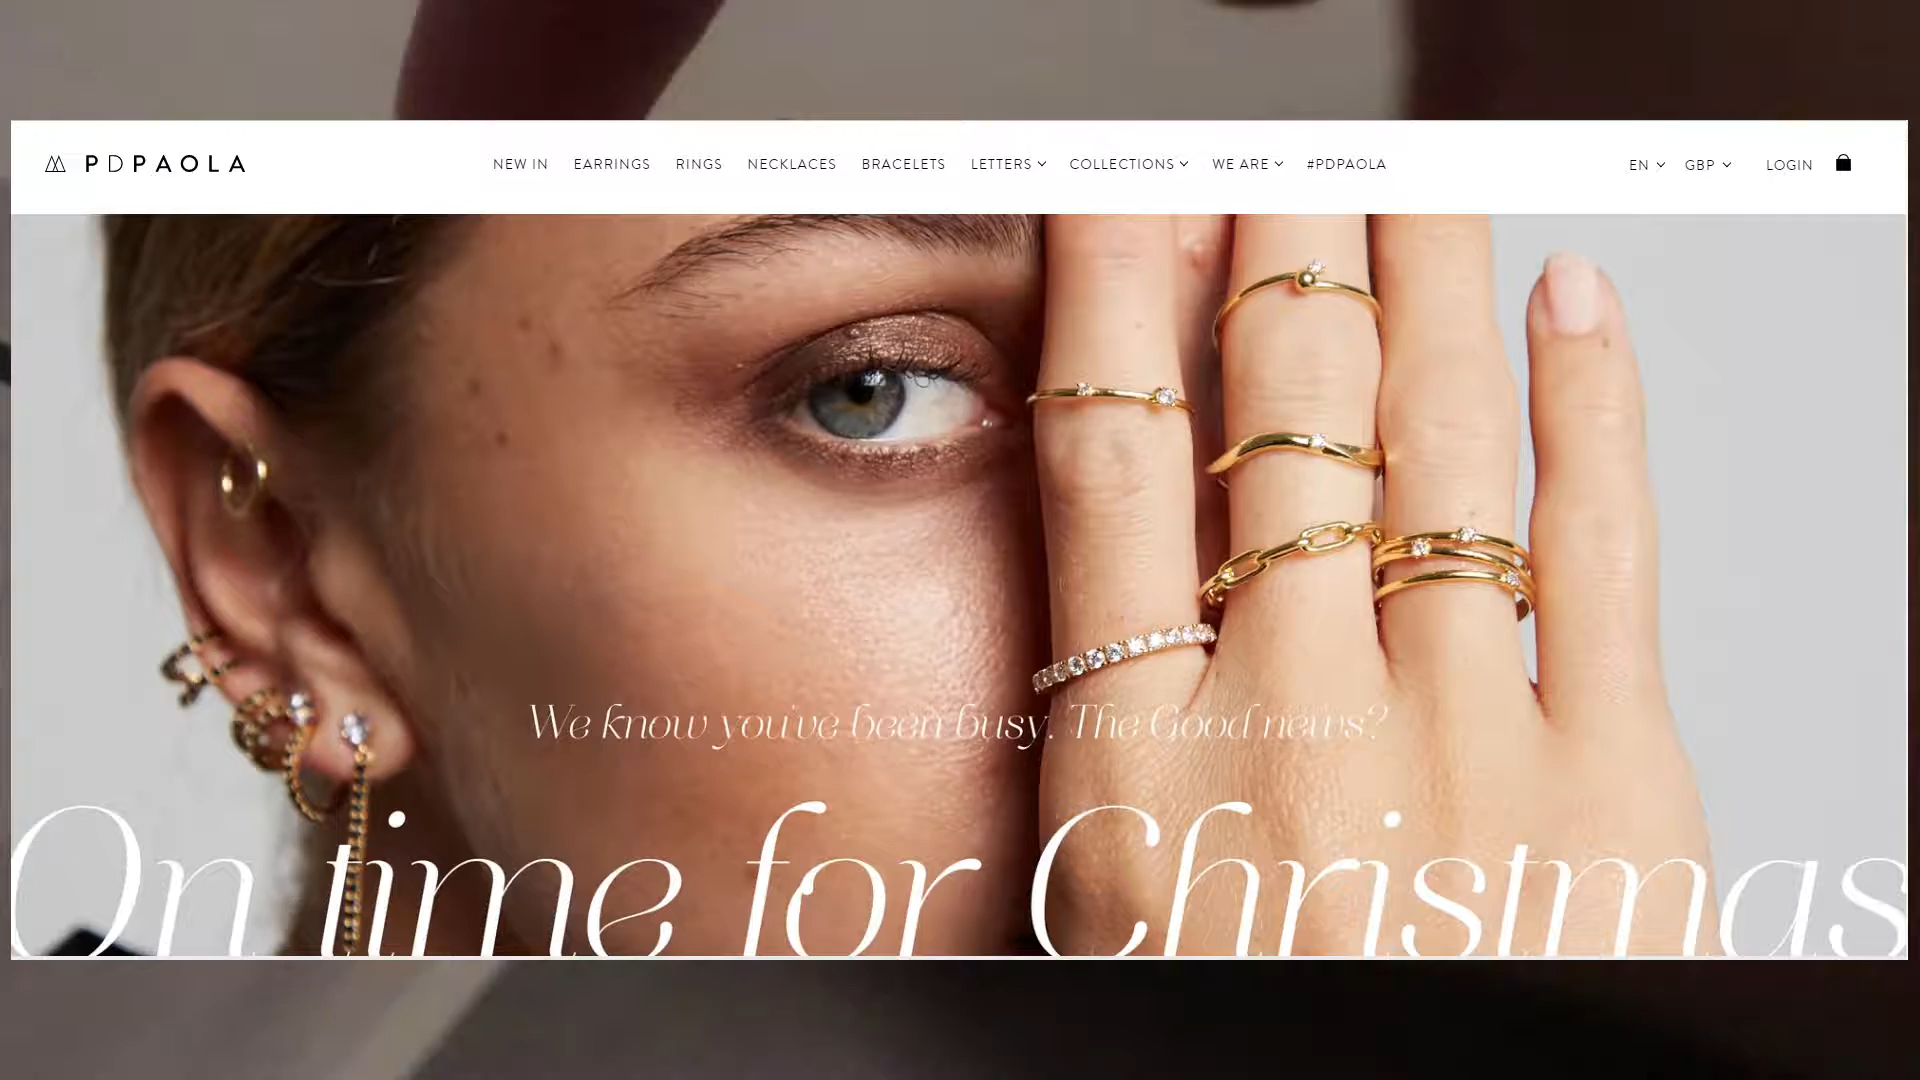 PDPAOLA
NEW IN EARRINGS RINGS NECKLACES BRACELETS LETTERS COLLECTIONS WE ARE #PDPAOLA
EN GBP LOGIN
We know you've been busy. The Good news?
On time for Christmas